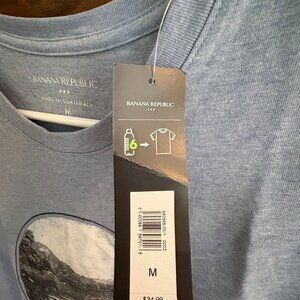 BANANA REPUBLIC
MADE IN GUATEMALA
M
BANANA REPUBLIC
6
M
$34.99